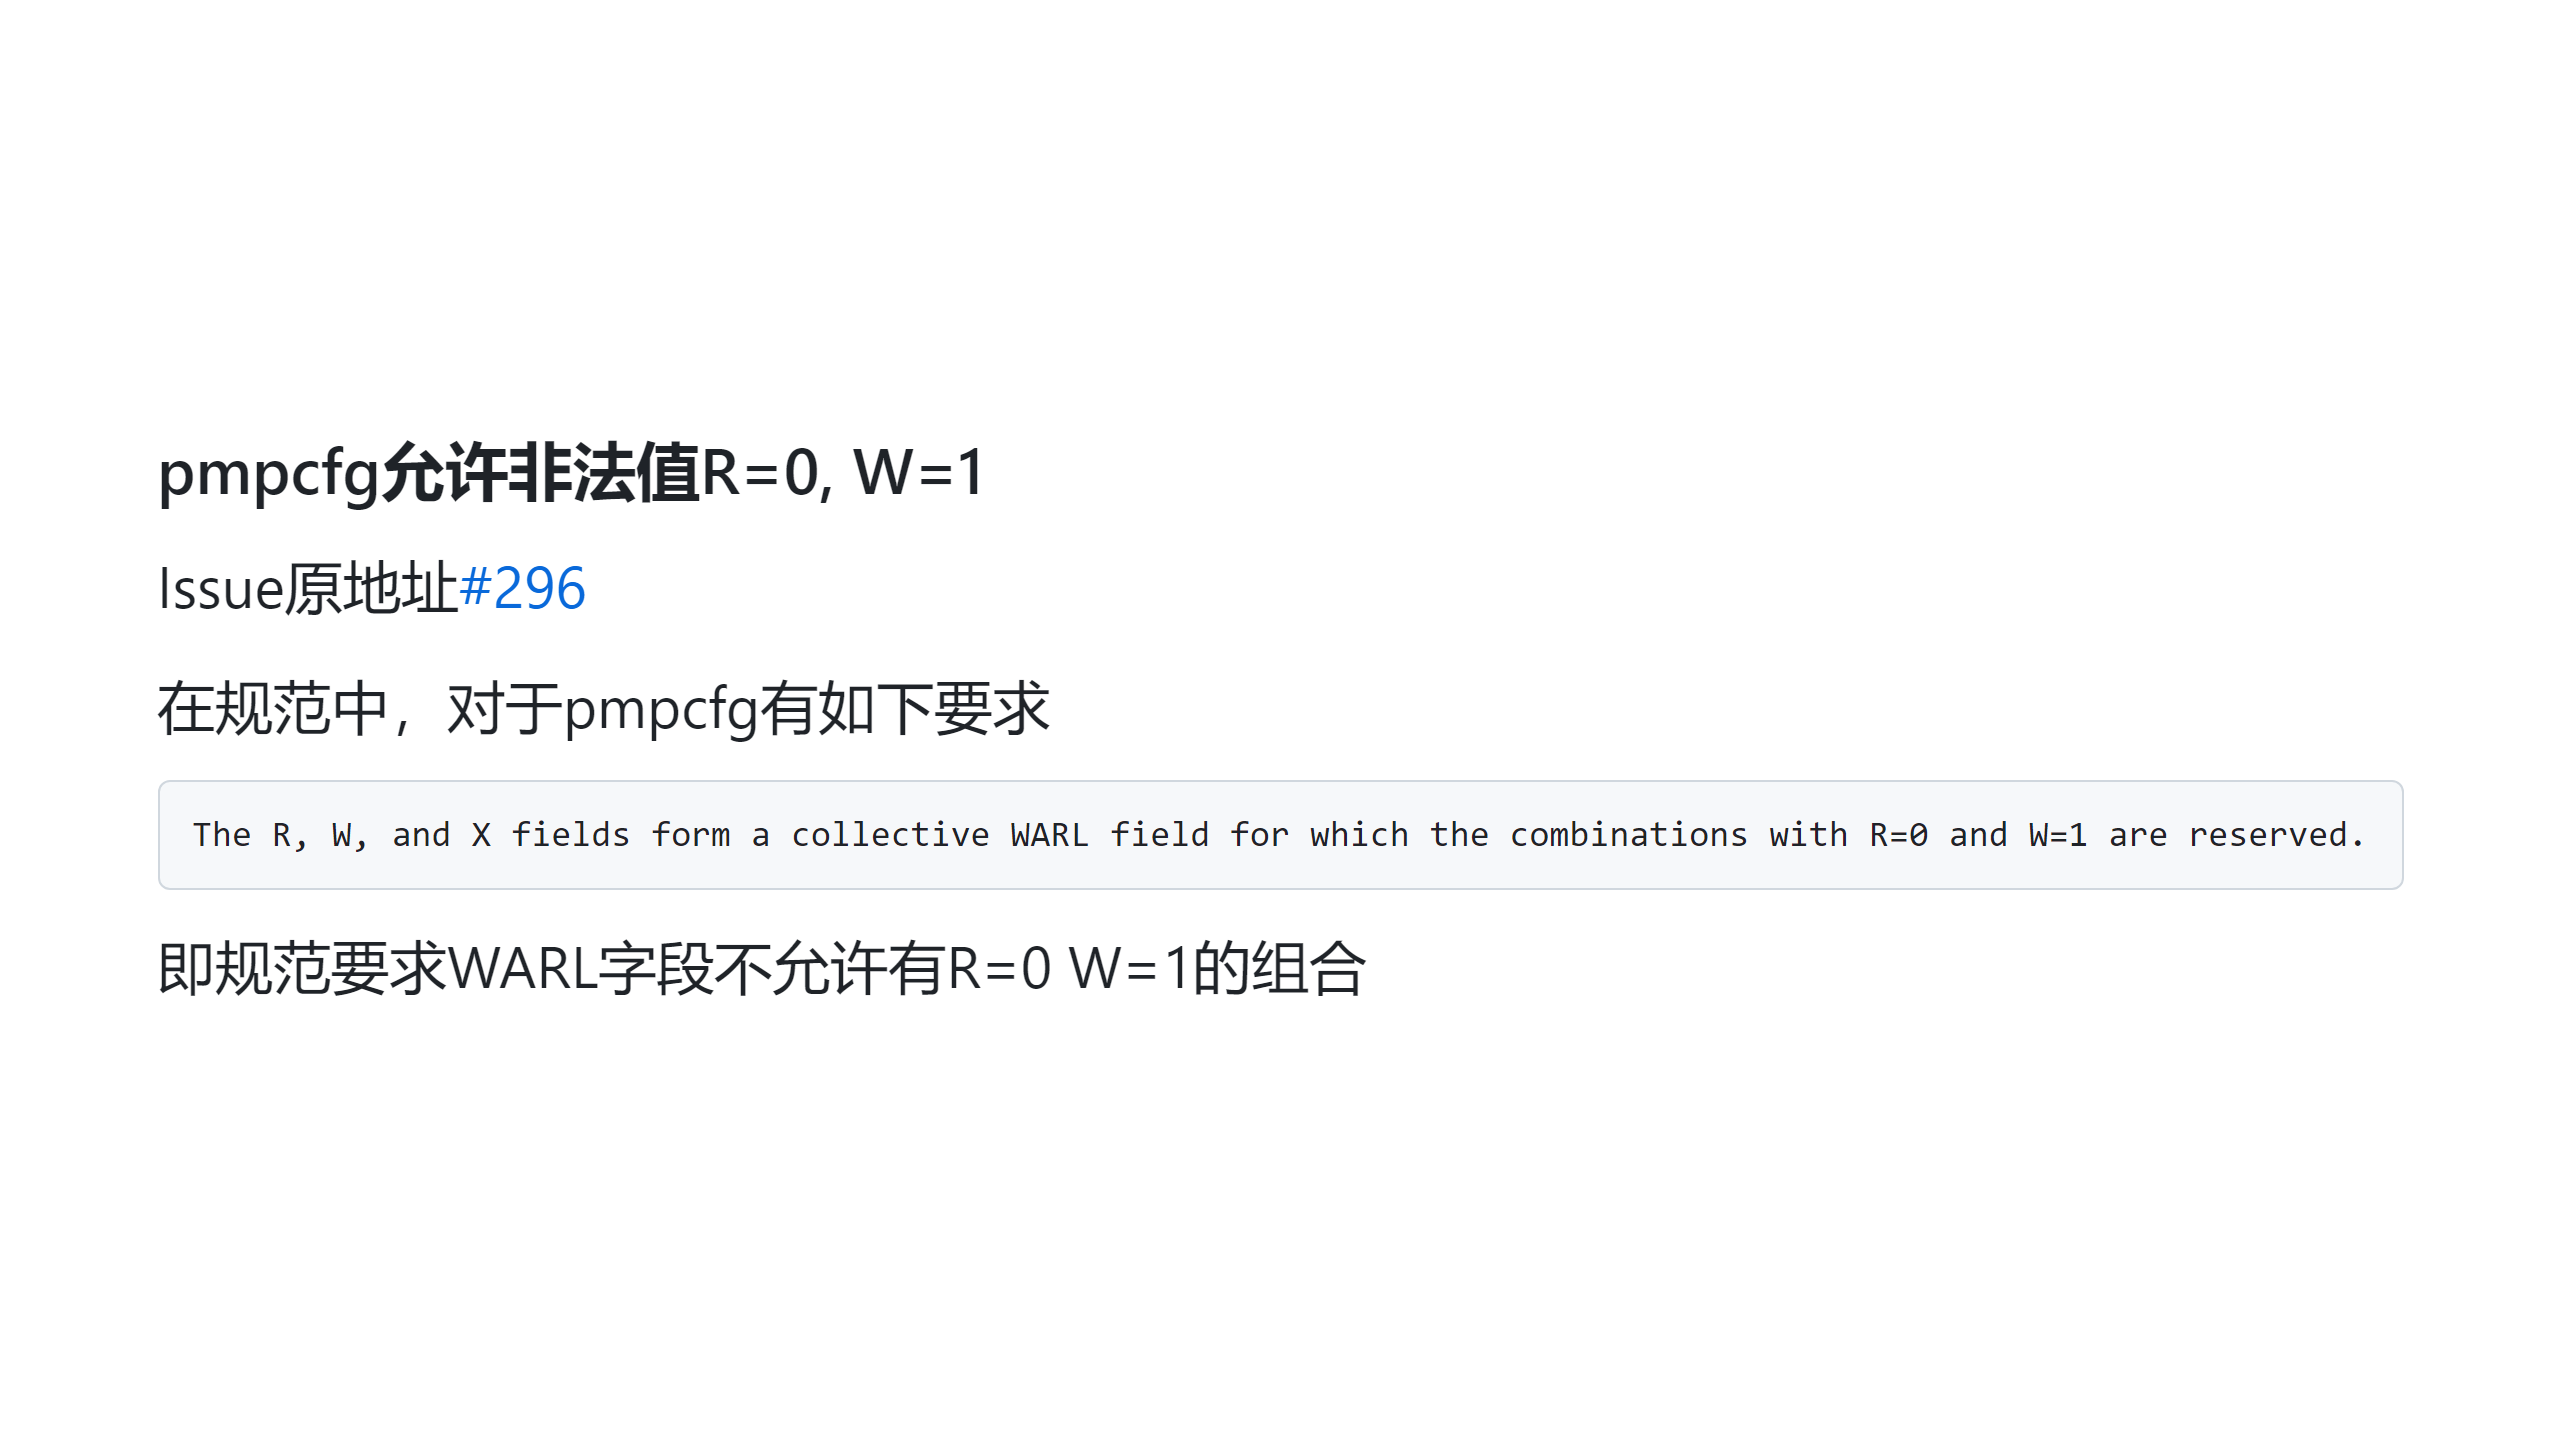 pmpcfg允许非法值R=0, W=1
Issue原地址#296
在规范中，对于pmpcfg有如下要求
The R, W, and X fields form a collective WARL field for which the combinations with R=0 and W=1 are reserved.
即规范要求WARL字段不允许有R=0 W=1的组合